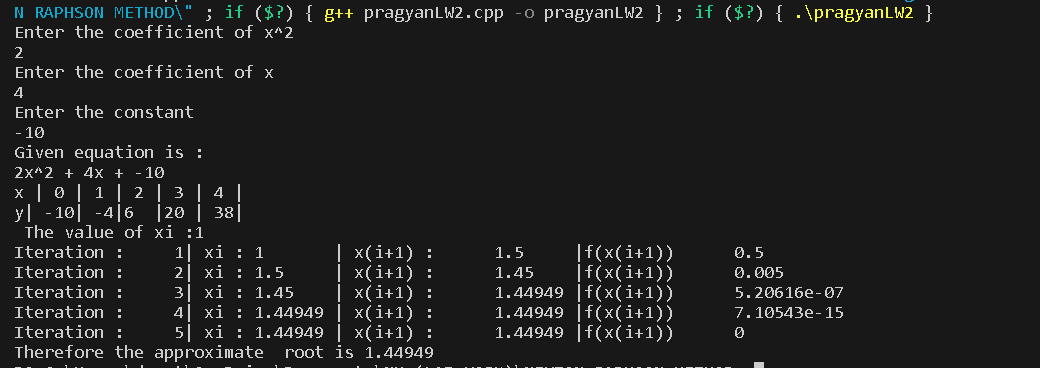 N RAPHSON METHOD\" ; if ($?) { g++ pragyanLW2.cpp -o pragyanLW2 } ; if ($?) { .\pragyanLW2 }
Enter the coefficient of x^2
2
Enter the coefficient of x
4
Enter the constant
-10
Given equation is :
2x^2 + 4x + -10
x | 0 | 1 | 2 | 3 | 4 |
y| -10| -4|6  |20 | 38|
 The value of xi :1
Iteration :     1| xi : 1       | x(i+1) :      1.5     |f(x(i+1))      0.5
Iteration :     2| xi : 1.5     | x(i+1) :      1.45    |f(x(i+1))      0.005
Iteration :     3| xi : 1.45    | x(i+1) :      1.44949 |f(x(i+1))      5.20616e-07
Iteration :     4| xi : 1.44949 | x(i+1) :      1.44949 |f(x(i+1))      7.10543e-15
Iteration :     5| xi : 1.44949 | x(i+1) :      1.44949 |f(x(i+1))      0
Therefore the approximate  root is 1.44949